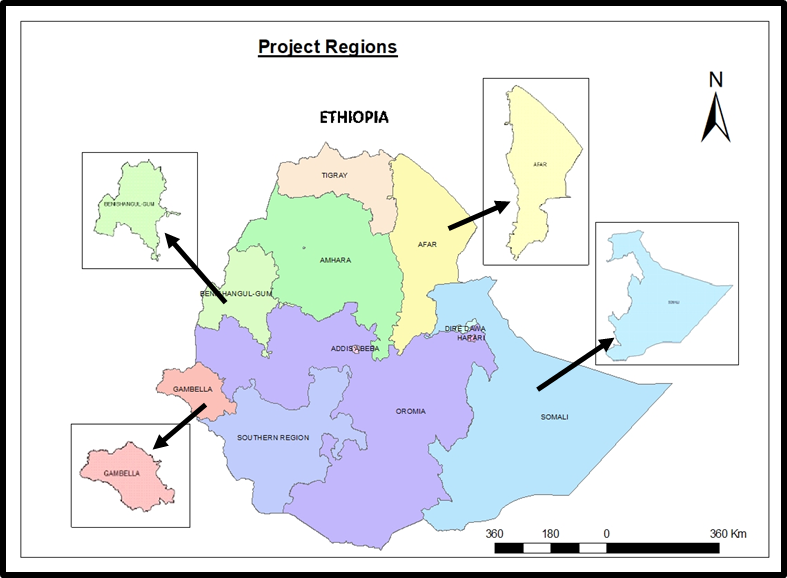 Project Regions
ETHIOPIA
N
AFAR
TIGRAY
BENISHANGUL-GUM
AFAR
AMHARA
BENISHANGUL-GUM
DIRE DAWA
HARARI
ADDIS ABEBA
GAMBELLA
OROMIA
SOMALI
SOUTHERN REGION
GAMBELLA
360 180 0 360 Km